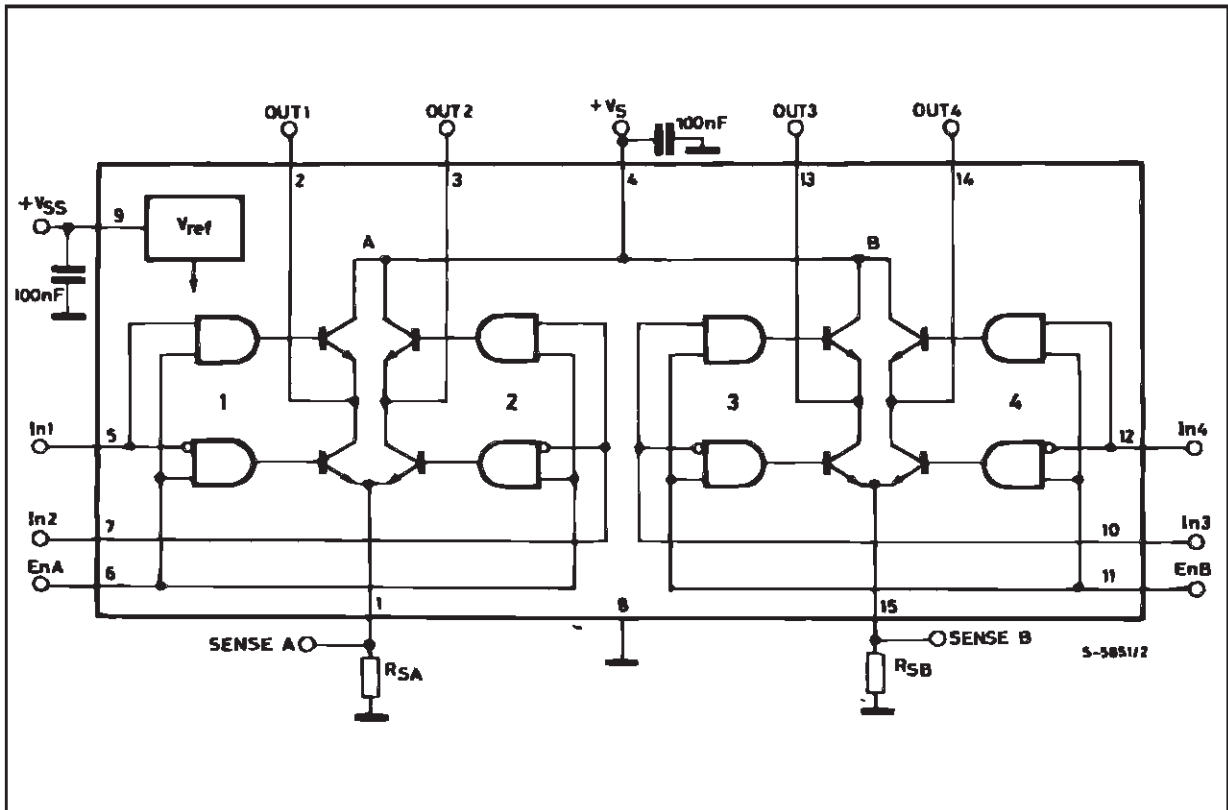 OUT1
OUT2
+VS
100nF
OUT3
OUT4
2
3
4
13
14
+VSS
9
Vref
A
B
100nF
1
2
3
4
In1
5
12
In4
In2
7
10
In3
EnA
6
11
EnB
1
8
15
SENSE A
SENSE B
RSA
RSB
S-5851/2